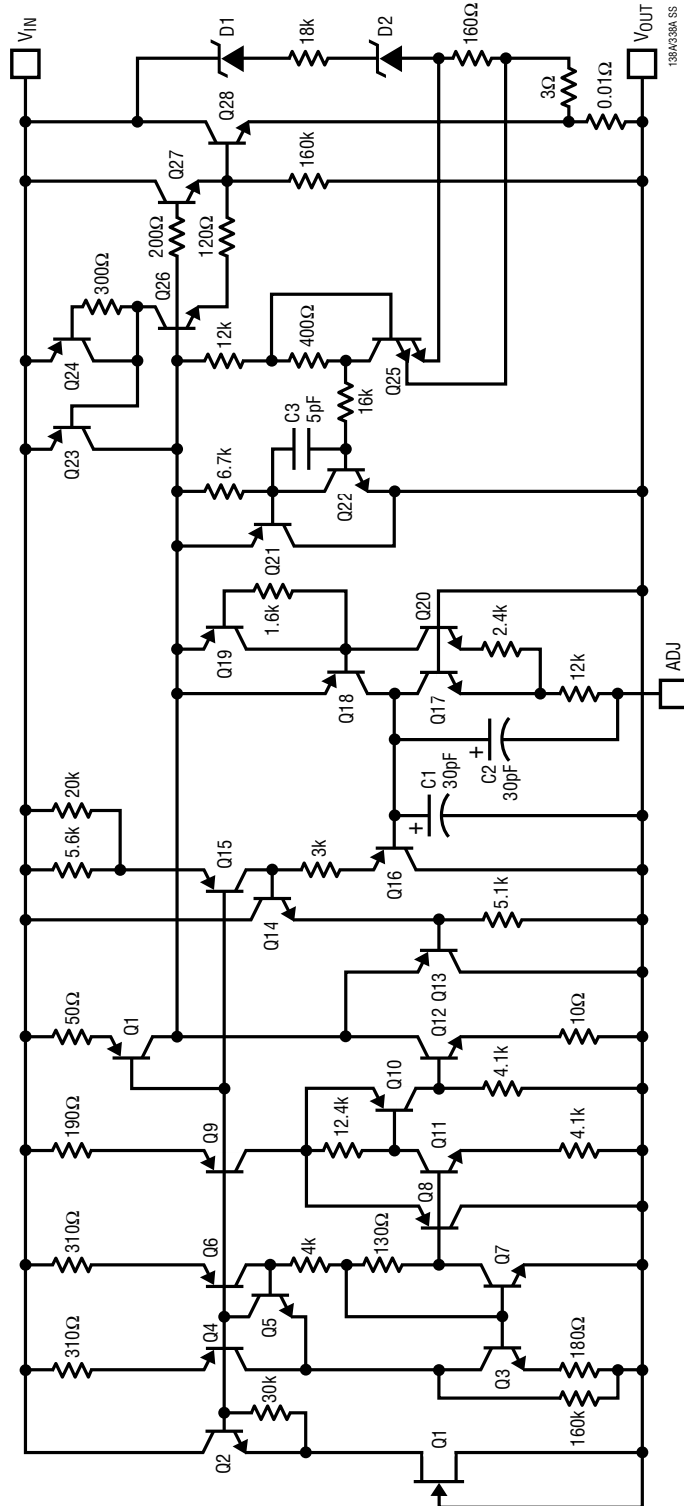 VIN
310Ω
310Ω
190Ω
50Ω
5.6k
20k
Q23
Q24
300Ω
Q26
200Ω
Q27
Q28
D1
18k
D2
160Ω
3Ω
0.01Ω
120Ω
160k
Q2
30k
Q4
Q6
Q9
Q1
Q15
Q5
4k
130Ω
Q14
3k
Q19
1.6k
Q18
6.7k
Q21
C3
5pF
12k
400Ω
16k
Q25
Q22
Q8
12.4k
Q10
Q11
Q12
Q13
Q16
C1
30pF
C2
30pF
Q17
Q20
2.4k
12k
Q1
Q3
Q7
180Ω
160k
4.1k
4.1k
10Ω
5.1k
ADJ
VOUT
138A/338A SS